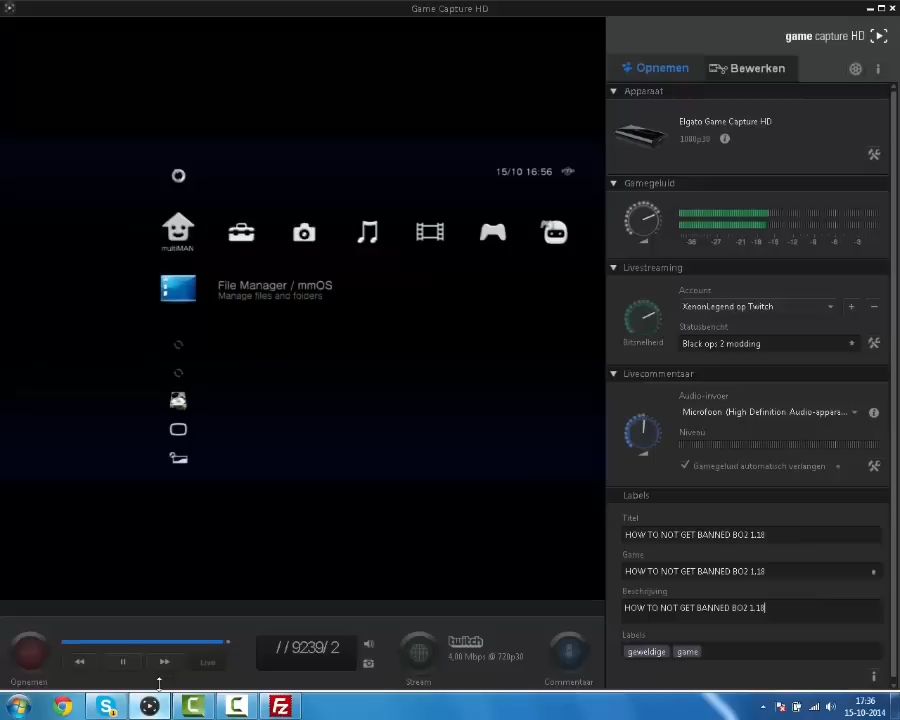 Game Capture HD
game capture HD
Opnemen
Bewerken
Apparaat
Elgato Game Capture HD
1080p30
Gamegeluid
-36 -27 -21 -18 -15 -12 -9 -6 -3
Livestreaming
Account
XenonLegend op Twitch
Statusbericht
Bitsnelheid
Black ops 2 modding
Livecommentaar
Audio-invoer
Microfoon (High Definition Audio-appara...
Niveau
Gamegeluid automatisch verlangen
Labels
Titel
HOW TO NOT GET BANNED BO2 1.18
Game
HOW TO NOT GET BANNED BO2 1.18
Beschrijving
HOW TO NOT GET BANNED BO2 1.18
Labels
geweldige game
15/10 16:56
multiMAN
File Manager / mmOS
Manage files and folders
Opnemen
Live
//9239/2
Stream
twitch
4,00 Mbps @ 720p30
Commentaar
17:36
15-10-2014